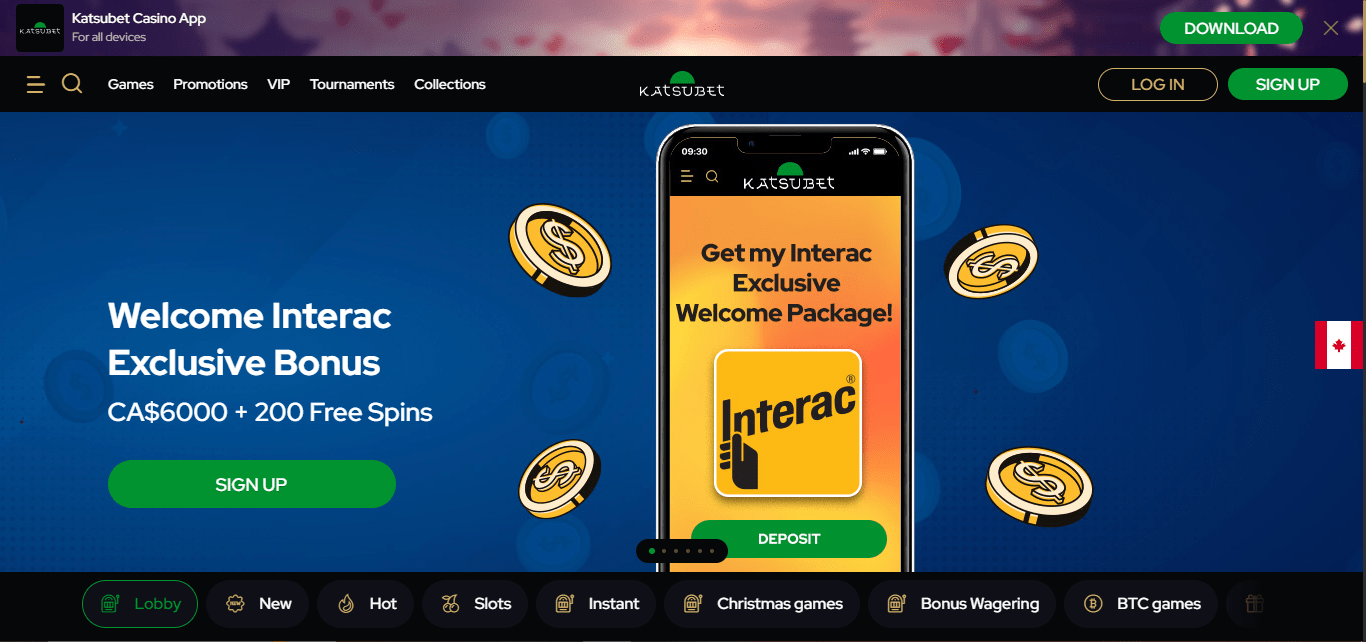 KATSUBET
Katsubet Casino App
For all devices
DOWNLOAD
Games Promotions VIP Tournaments Collections
KATSUBET
LOG IN
SIGN UP
09:30
KATSUBET
Get my Interac
Exclusive
Welcome Package!
Interac®
DEPOSIT
Welcome Interac
Exclusive Bonus
CA$6000 + 200 Free Spins
SIGN UP
Lobby
NEW
New
Hot
Slots
Instant
Christmas games
Bonus Wagering
BTC games